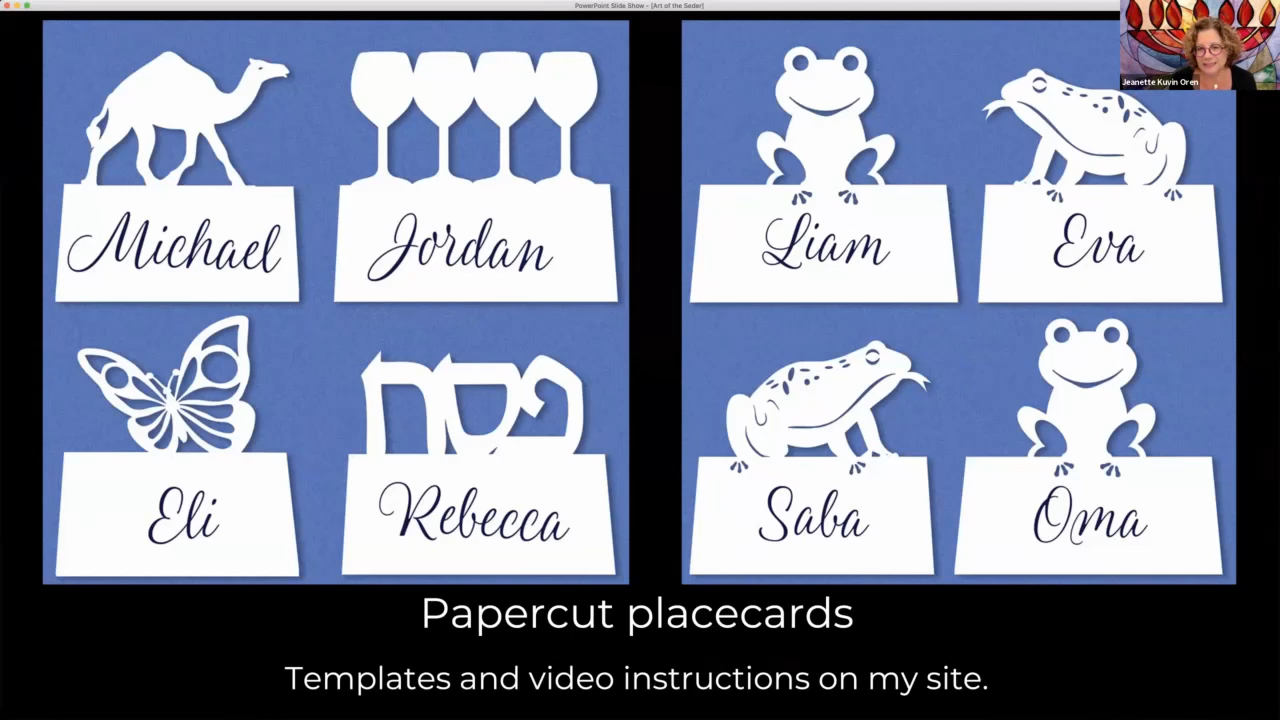 PowerPoint Slide Show - [Art of the Seder]
Jeanette Kuvin Oren
Michael
Jordan
Liam
Eva
Eli
פסח
Rebecca
Saba
Oma
Papercut placecards
Templates and video instructions on my site.